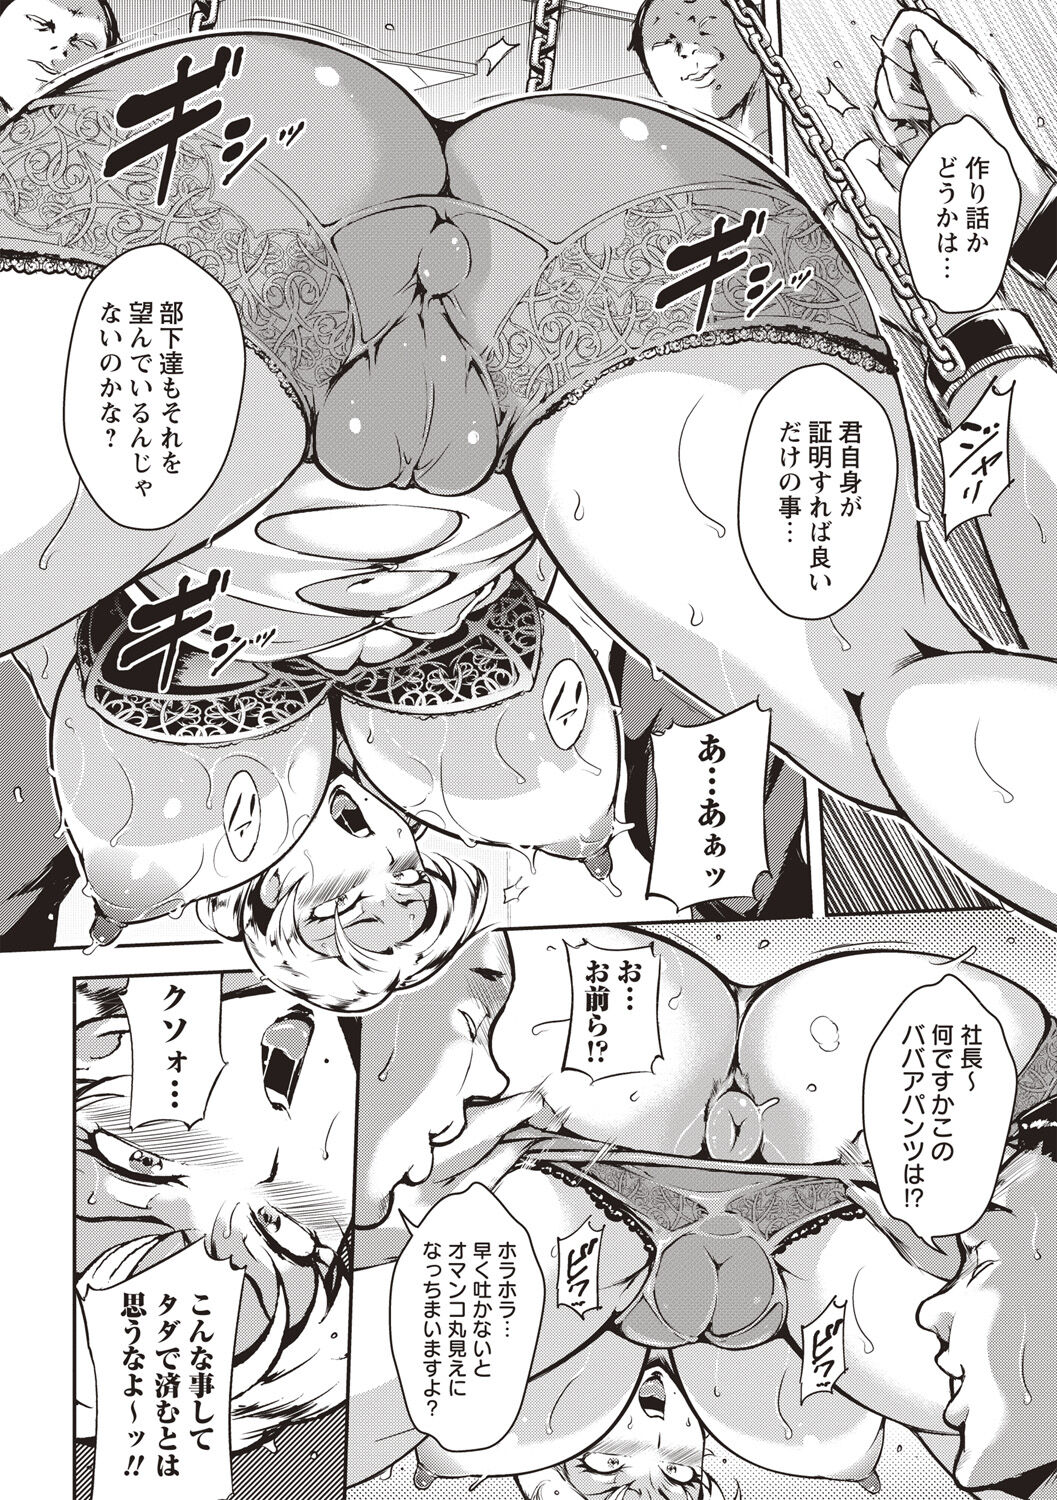 作り話か
どうかは…
君自身が
証明すれば良い
だけの事…
部下達もそれを
望んでいるんじゃ
ないのかな?
ギシッ
ギシッ
ギシッ
ジャリ
あ…あぁッ
社長〜
何ですかこの
ババアパンツは!?
お…
お前ら!?
ホラホラ…
早く吐かないと
オマンコ丸見えに
なっちまいますよ?
ビッ
ビッ
クソォ…
こんな事して
タダで済むとは
思うなよ〜ッ!!